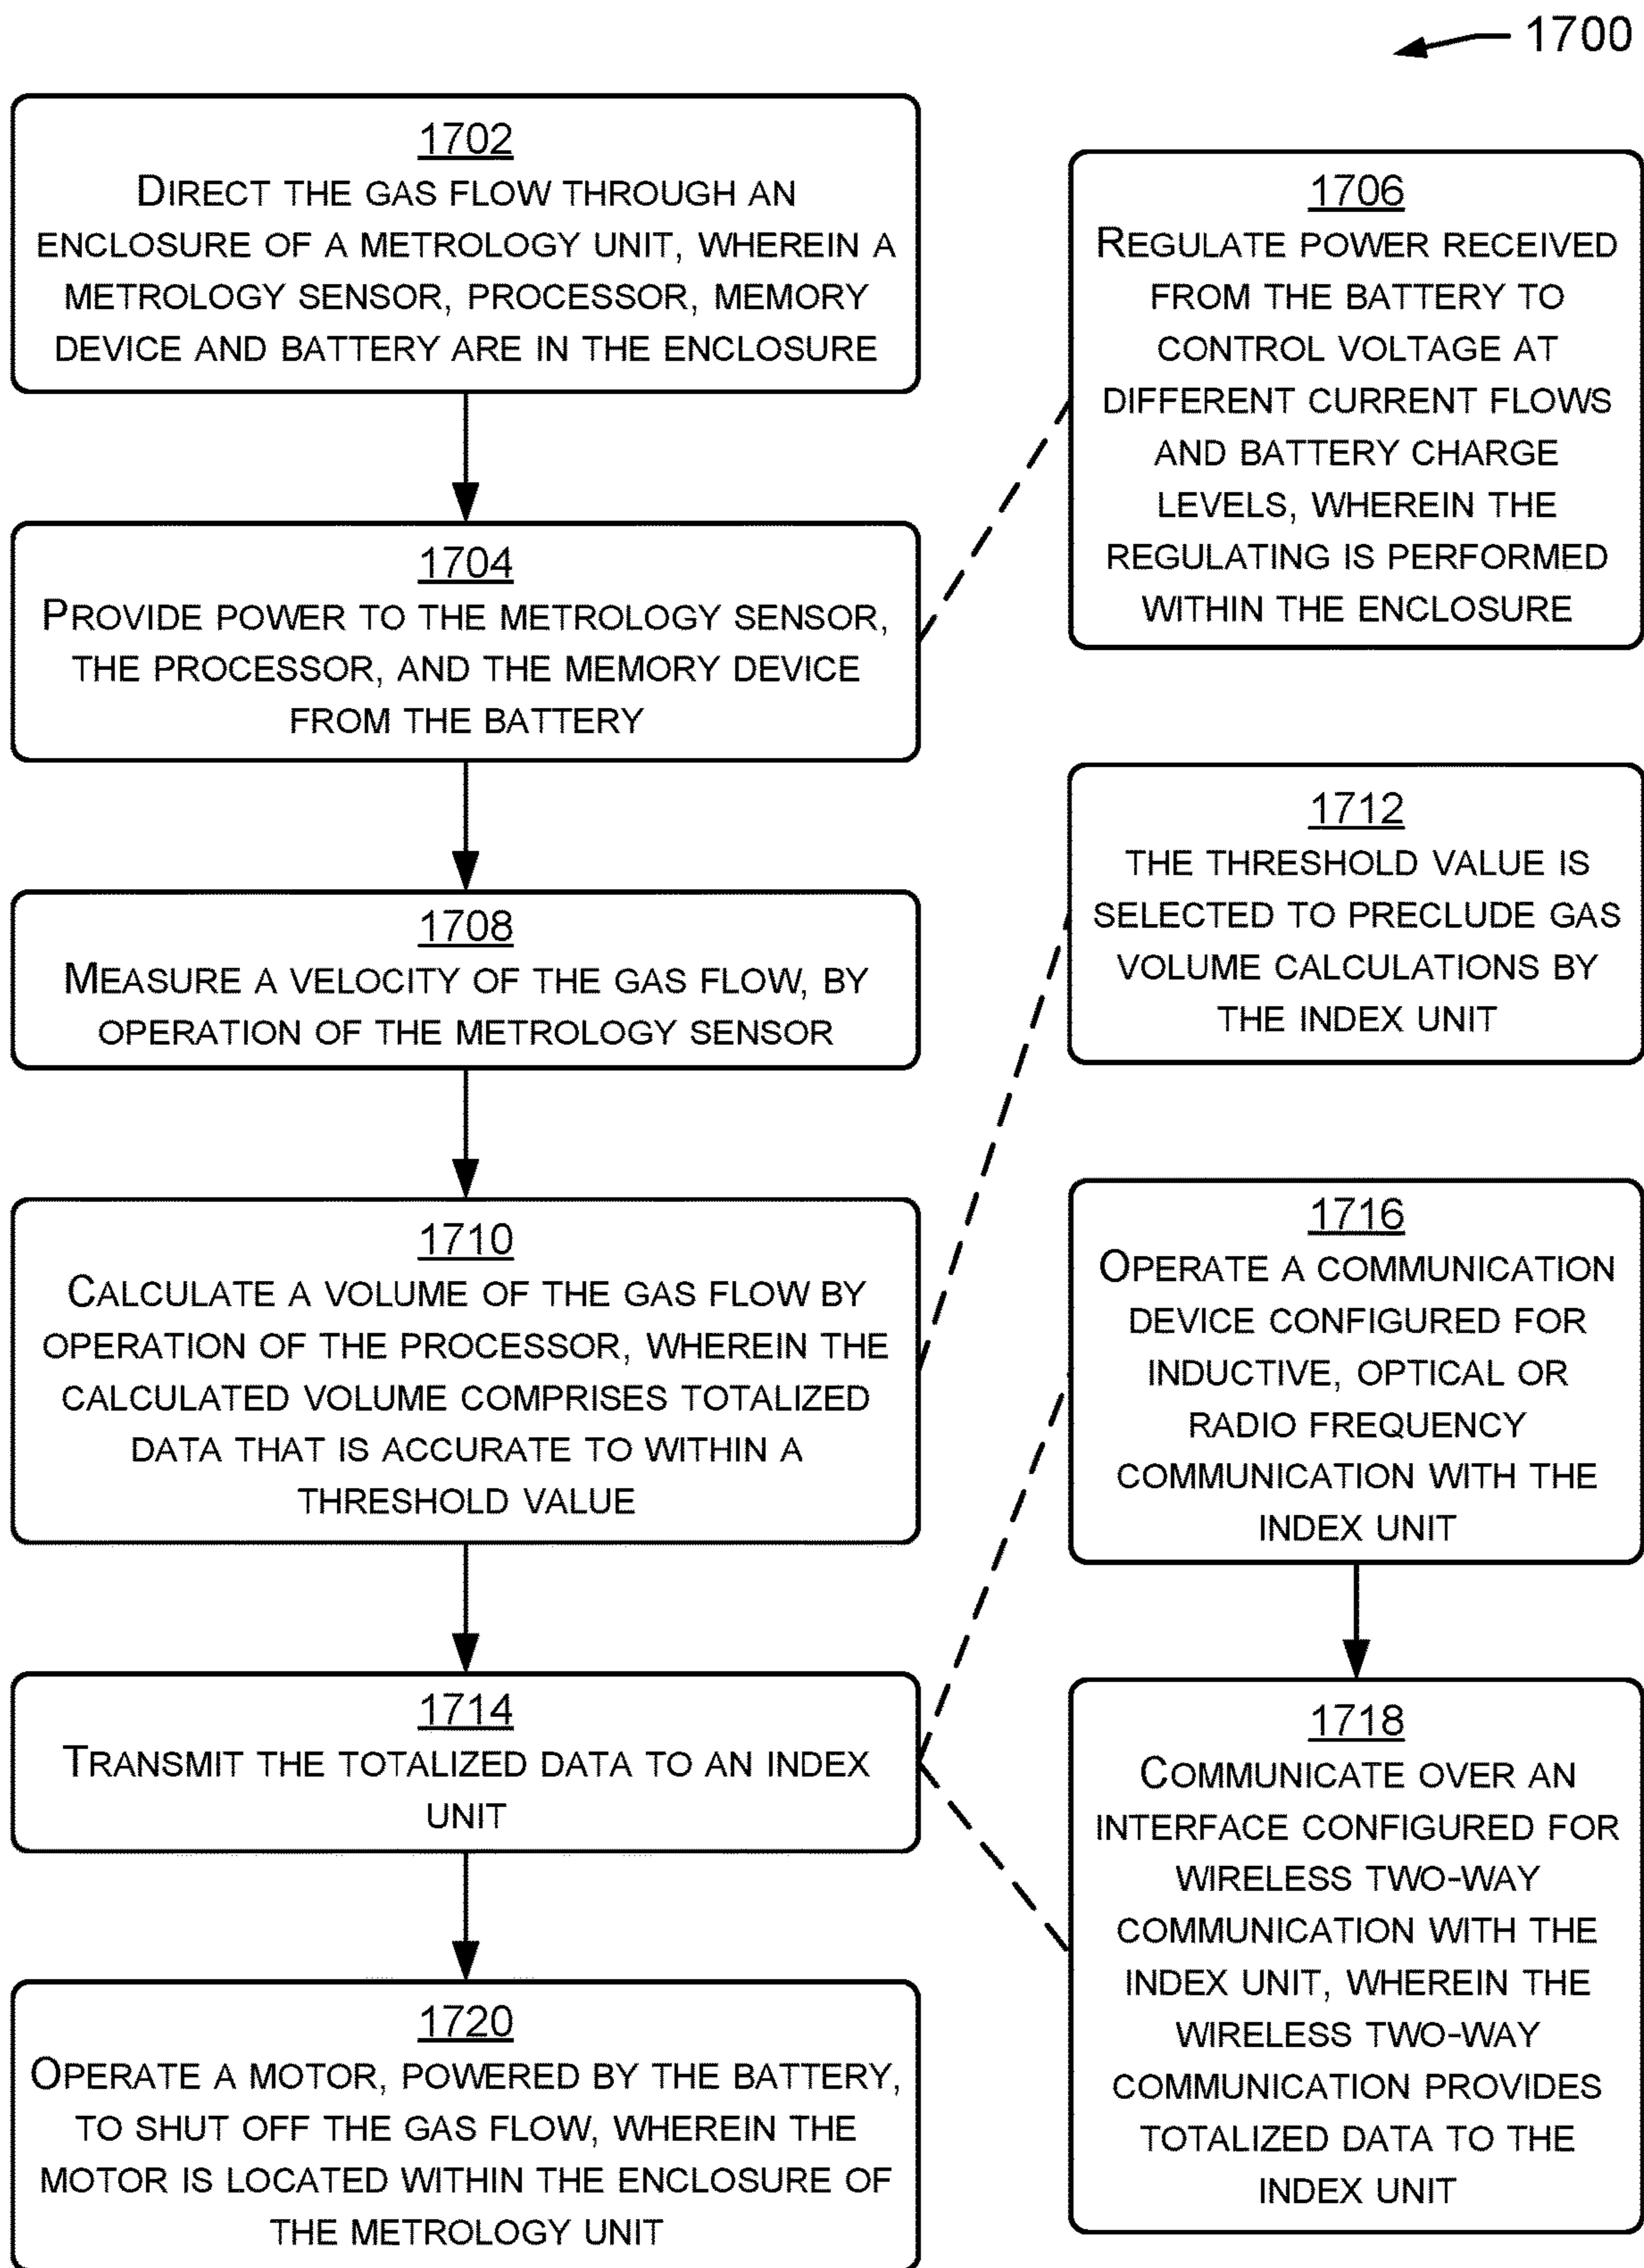 1700
1702
DIRECT THE GAS FLOW THROUGH AN
ENCLOSURE OF A METROLOGY UNIT, WHEREIN A
METROLOGY SENSOR, PROCESSOR, MEMORY
DEVICE AND BATTERY ARE IN THE ENCLOSURE
1704
PROVIDE POWER TO THE METROLOGY SENSOR,
THE PROCESSOR, AND THE MEMORY DEVICE
FROM THE BATTERY
1706
REGULATE POWER RECEIVED
FROM THE BATTERY TO
CONTROL VOLTAGE AT
DIFFERENT CURRENT FLOWS
AND BATTERY CHARGE
LEVELS, WHEREIN THE
REGULATING IS PERFORMED
WITHIN THE ENCLOSURE
1708
MEASURE A VELOCITY OF THE GAS FLOW, BY
OPERATION OF THE METROLOGY SENSOR
1710
CALCULATE A VOLUME OF THE GAS FLOW BY
OPERATION OF THE PROCESSOR, WHEREIN THE
CALCULATED VOLUME COMPRISES TOTALIZED
DATA THAT IS ACCURATE TO WITHIN A
THRESHOLD VALUE
1712
THE THRESHOLD VALUE IS
SELECTED TO PRECLUDE GAS
VOLUME CALCULATIONS BY
THE INDEX UNIT
1714
TRANSMIT THE TOTALIZED DATA TO AN INDEX
UNIT
1716
OPERATE A COMMUNICATION
DEVICE CONFIGURED FOR
INDUCTIVE, OPTICAL OR
RADIO FREQUENCY
COMMUNICATION WITH THE
INDEX UNIT
1718
COMMUNICATE OVER AN
INTERFACE CONFIGURED FOR
WIRELESS TWO-WAY
COMMUNICATION WITH THE
INDEX UNIT, WHEREIN THE
WIRELESS TWO-WAY
COMMUNICATION PROVIDES
TOTALIZED DATA TO THE
INDEX UNIT
1720
OPERATE A MOTOR, POWERED BY THE BATTERY,
TO SHUT OFF THE GAS FLOW, WHEREIN THE
MOTOR IS LOCATED WITHIN THE ENCLOSURE OF
THE METROLOGY UNIT